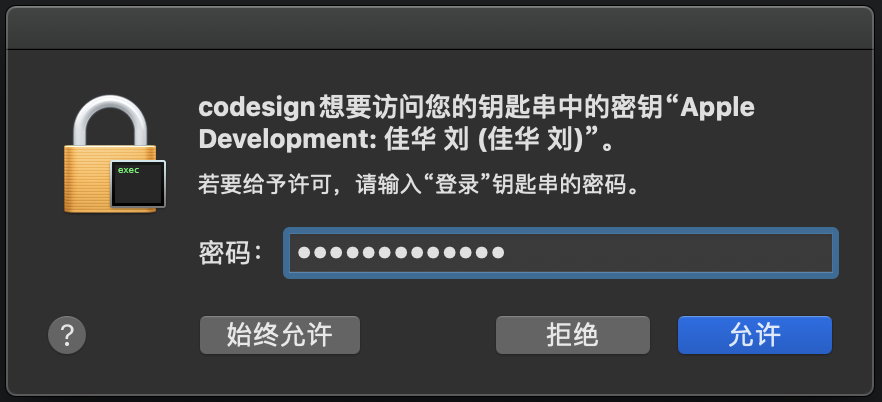 codesign想要访问您的钥匙串中的密钥“Apple
Development: 佳华 刘 (佳华 刘)”。
若要给予许可，请输入“登录”钥匙串的密码。
密码：
•••••••••••••
?
始终允许
拒绝
允许
exec